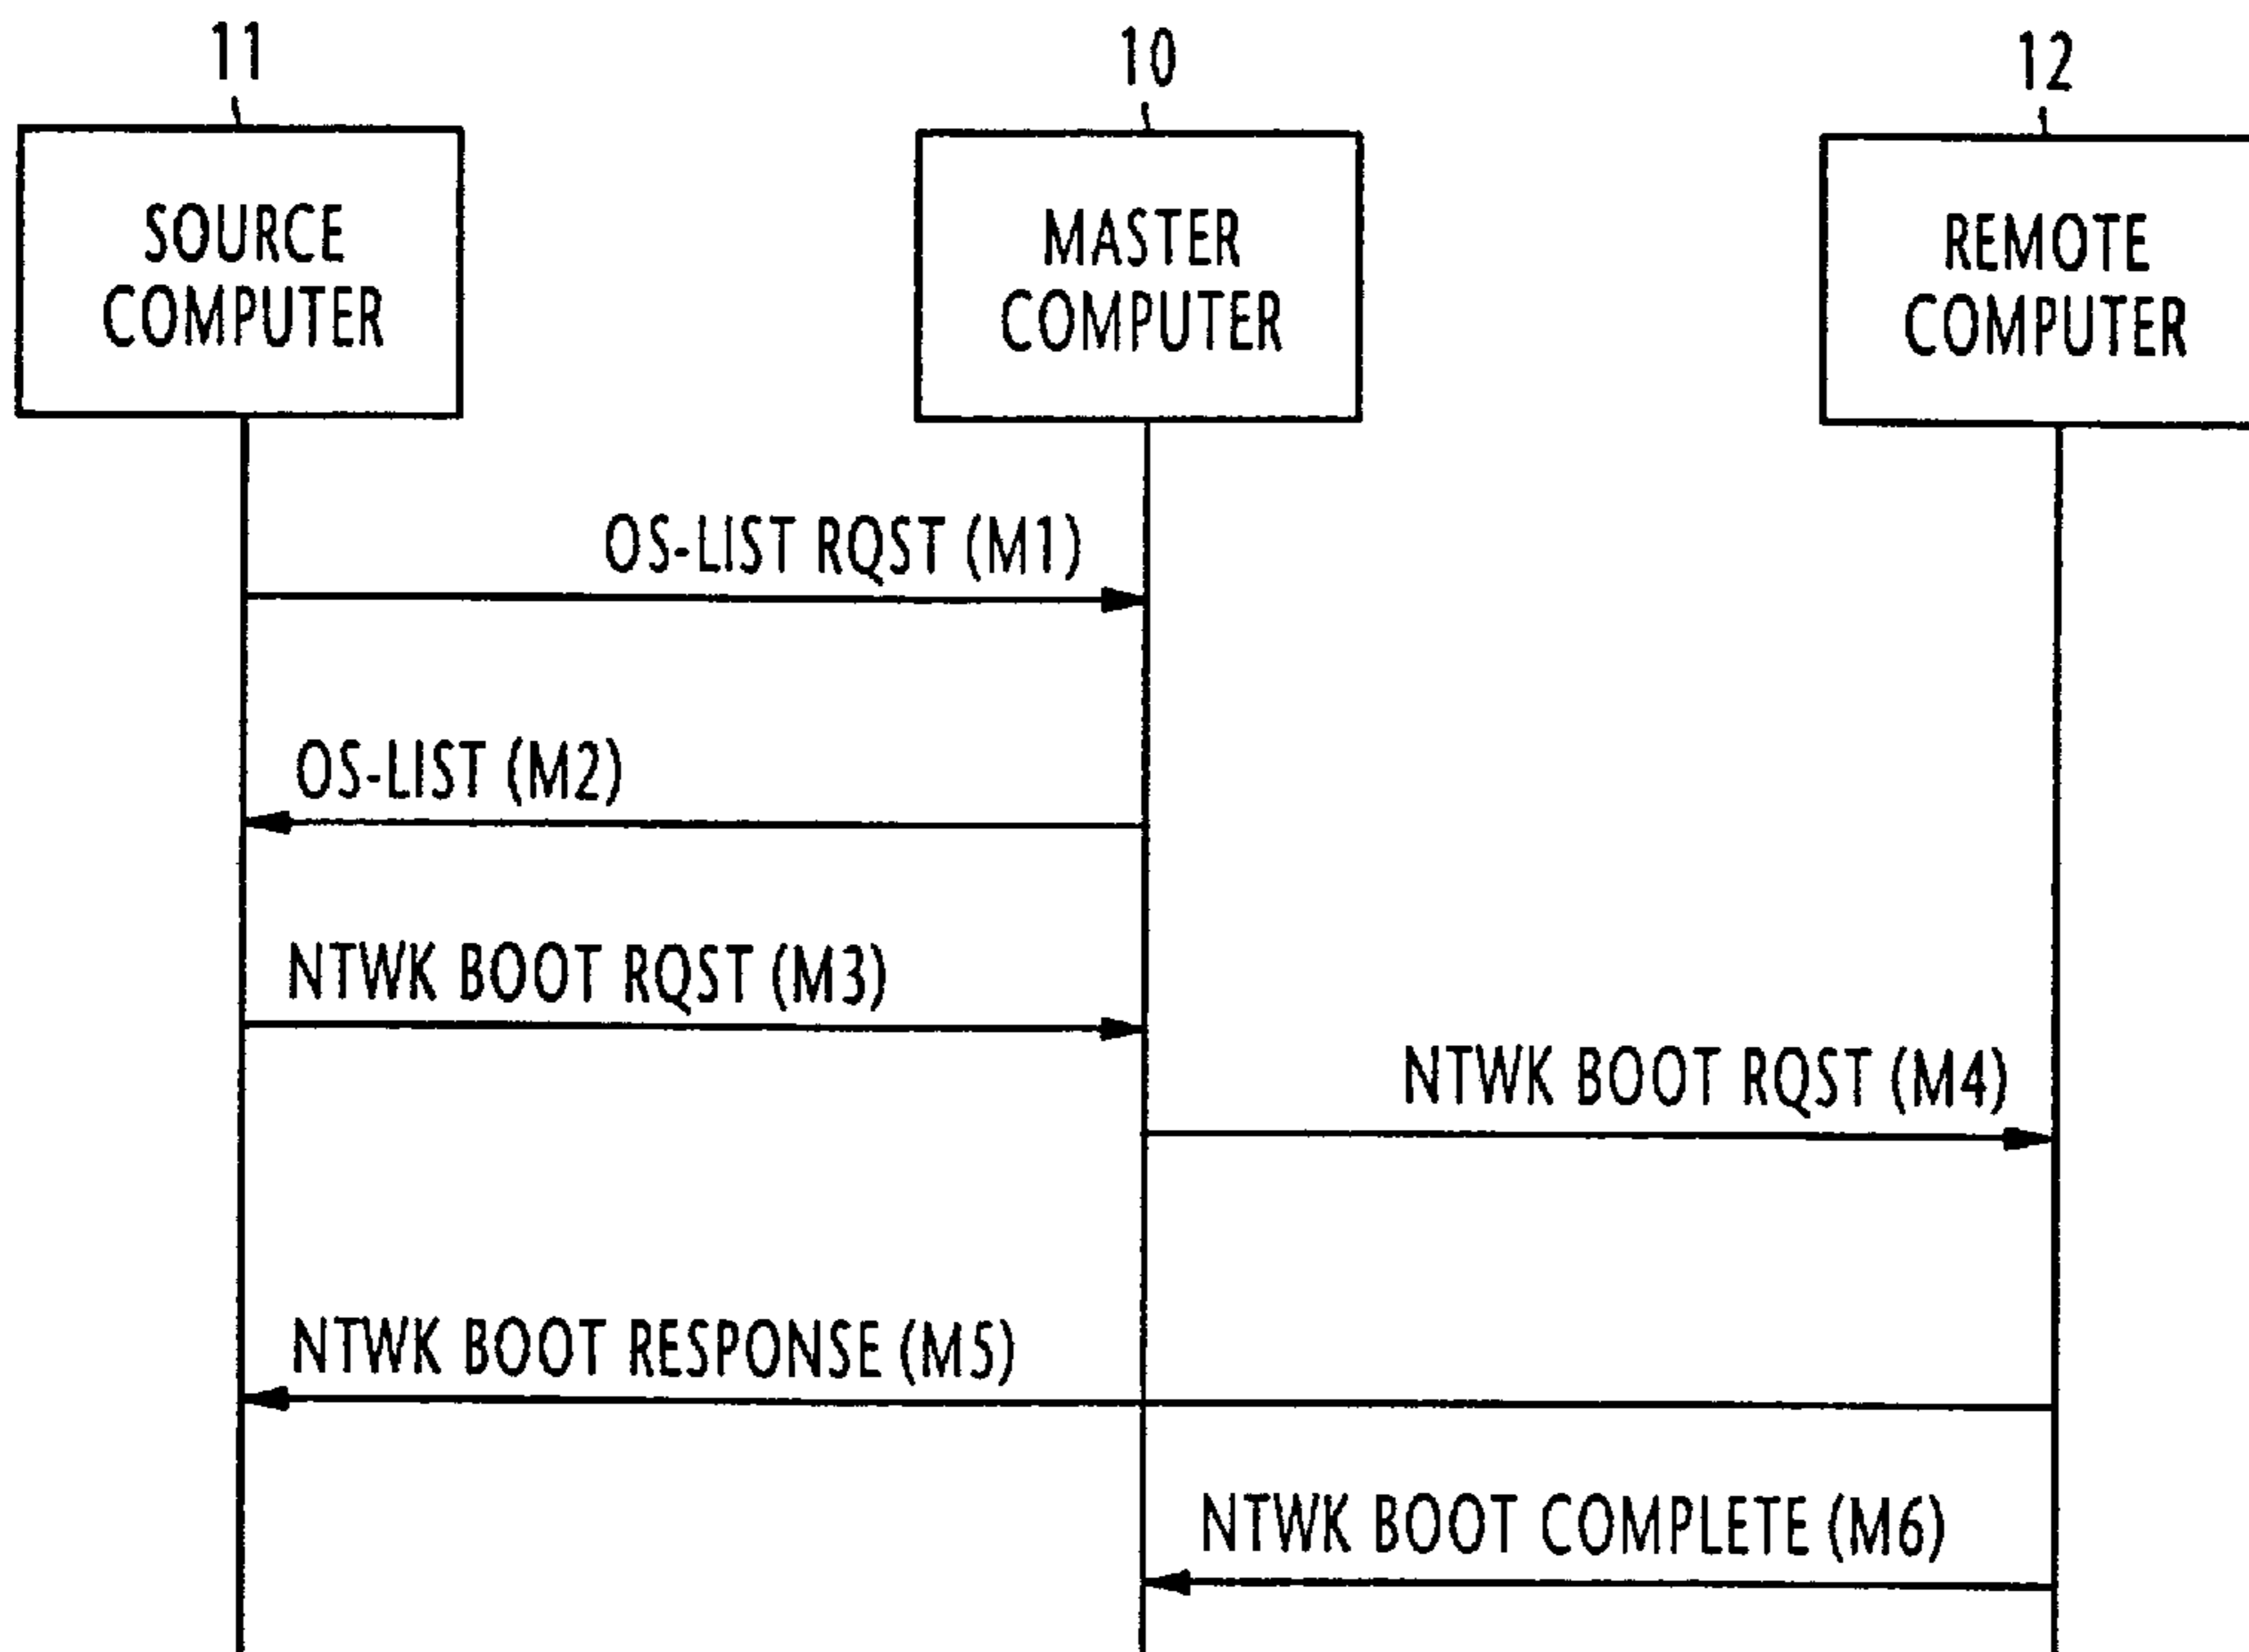 11
10
12
SOURCE
COMPUTER
MASTER
COMPUTER
REMOTE
COMPUTER
OS-LIST RQST (M1)
OS-LIST (M2)
NTWK BOOT RQST (M3)
NTWK BOOT RQST (M4)
NTWK BOOT RESPONSE (M5)
NTWK BOOT COMPLETE (M6)